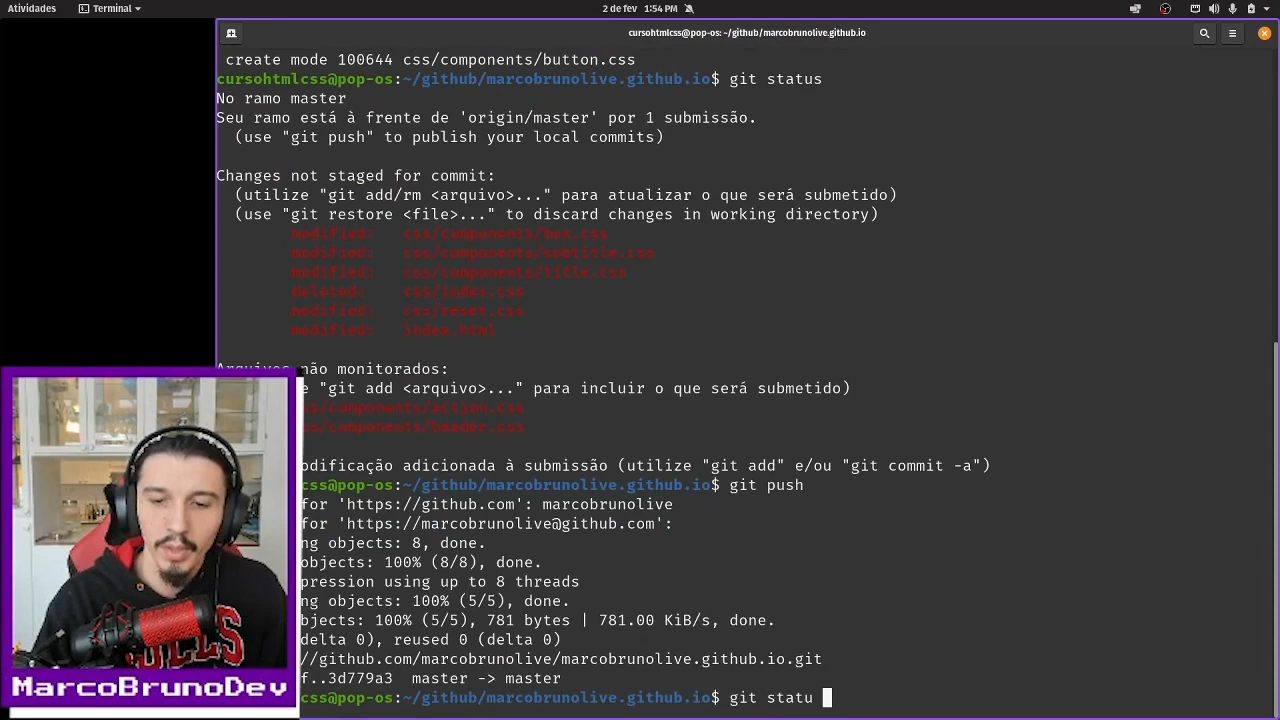 Atividades
Terminal
2 de fev 1:54 PM
cursohtmlcss@pop-os: ~/github/marcobrunolive.github.io
create mode 100644 css/components/button.css
cursohtmlcss@pop-os:~/github/marcobrunolive.github.io$ git status
No ramo master
Seu ramo está à frente de 'origin/master' por 1 submissão.
(use "git push" to publish your local commits)
Changes not staged for commit:
(utilize "git add/rm <arquivo>..." para atualizar o que será submetido)
(use "git restore <file>..." to discard changes in working directory)
modified: css/components/box.css
modified: css/components/subtitle.css
modified: css/components/title.css
deleted: css/index.css
modified: css/reset.css
modified: index.html
Arquivos não monitorados:
"git add <arquivo>..." para incluir o que será submetido)
ss/components/action.css
ss/components/header.css
odificação adicionada à submissão (utilize "git add" e/ou "git commit -a")
css@pop-os:~/github/marcobrunolive.github.io$ git push
for 'https://github.com': marcobrunolive
for 'https://marcobrunolive@github.com':
ng objects: 8, done.
objects: 100% (8/8), done.
pression using up to 8 threads
ng objects: 100% (5/5), done.
bjects: 100% (5/5), 781 bytes | 781.00 KiB/s, done.
delta 0), reused 0 (delta 0)
//github.com/marcobrunolive/marcobrunolive.github.io.git
f..3d779a3 master -> master
css@pop-os:~/github/marcobrunolive.github.io$ git statu
MarcoBrunoDev